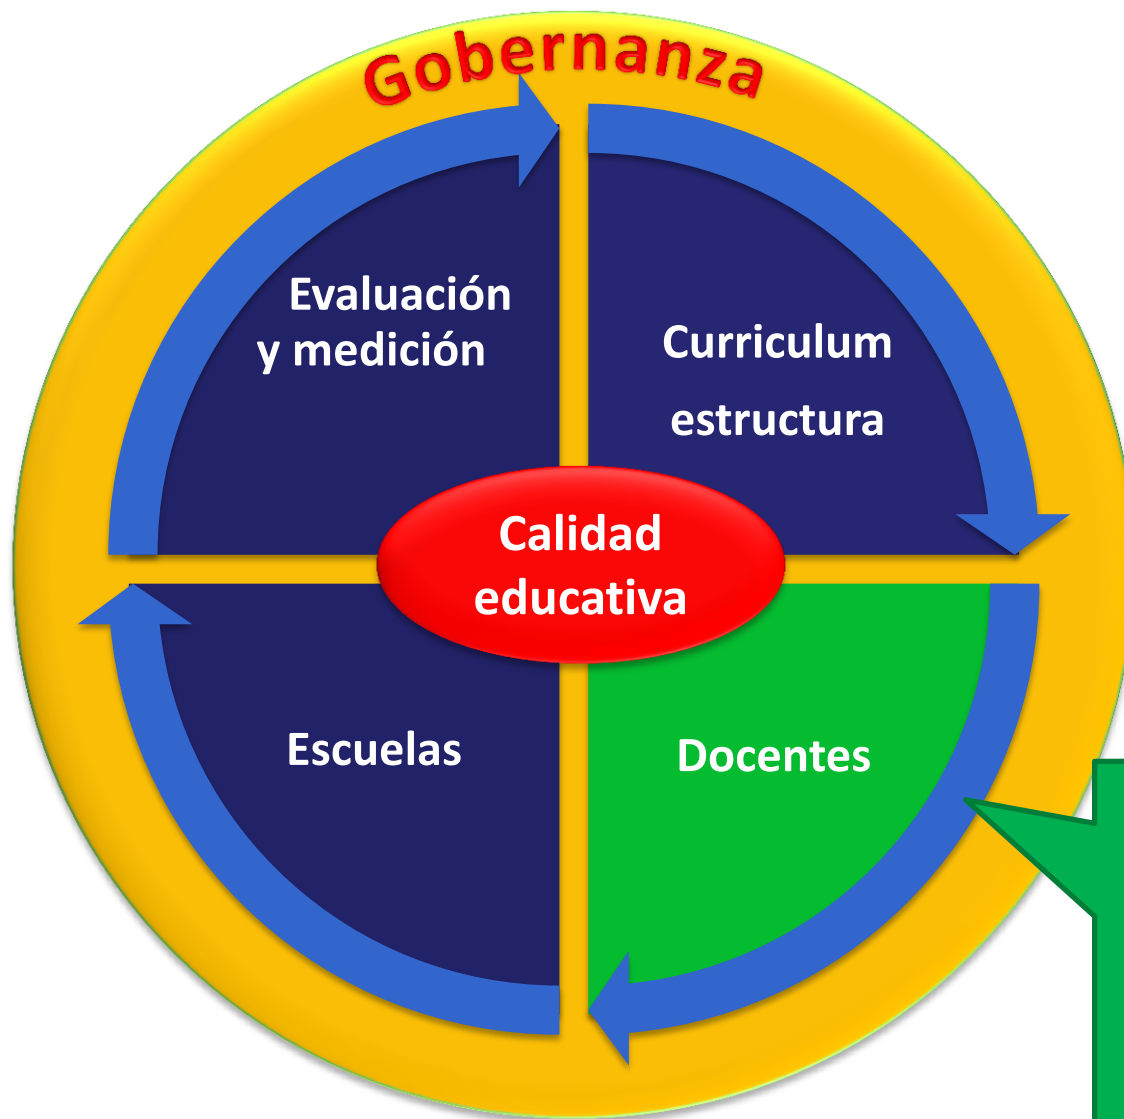 Gobernanza
Evaluación
y medición
Curriculum
estructura
Calidad
educativa
Escuelas
Docentes